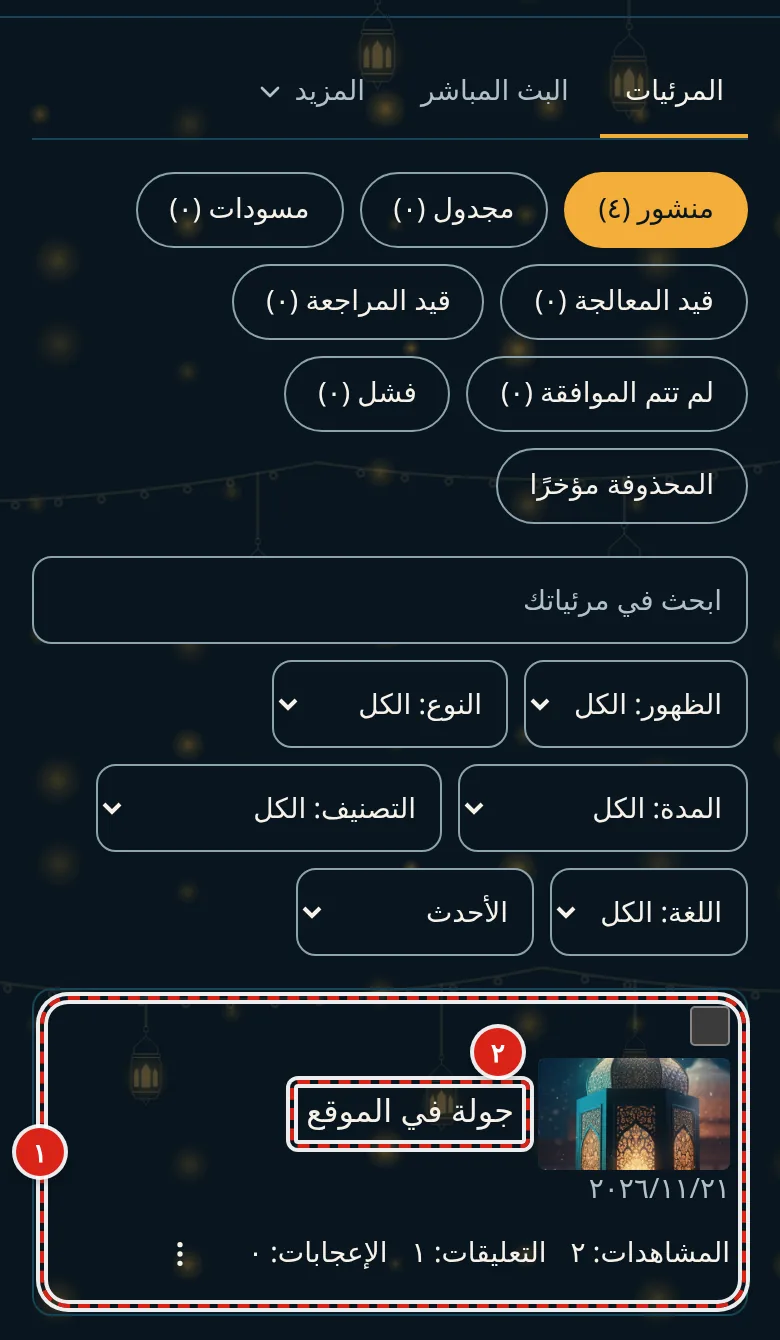 المرئيات البث المباشر المزيد
منشور (٤) مجدول (٠) مسودات (٠)
قيد المعالجة (٠) قيد المراجعة (٠)
لم تتم الموافقة (٠) فشل (٠)
المحذوفة مؤخرًا
ابحث في مرئياتك
الظهور: الكل النوع: الكل
المدة: الكل التصنيف: الكل
اللغة: الكل الأحدث
٢
جولة في الموقع
١
٢٠٢٦/١١/٢١
المشاهدات: ٢ التعليقات: ١ الإعجابات: ٠